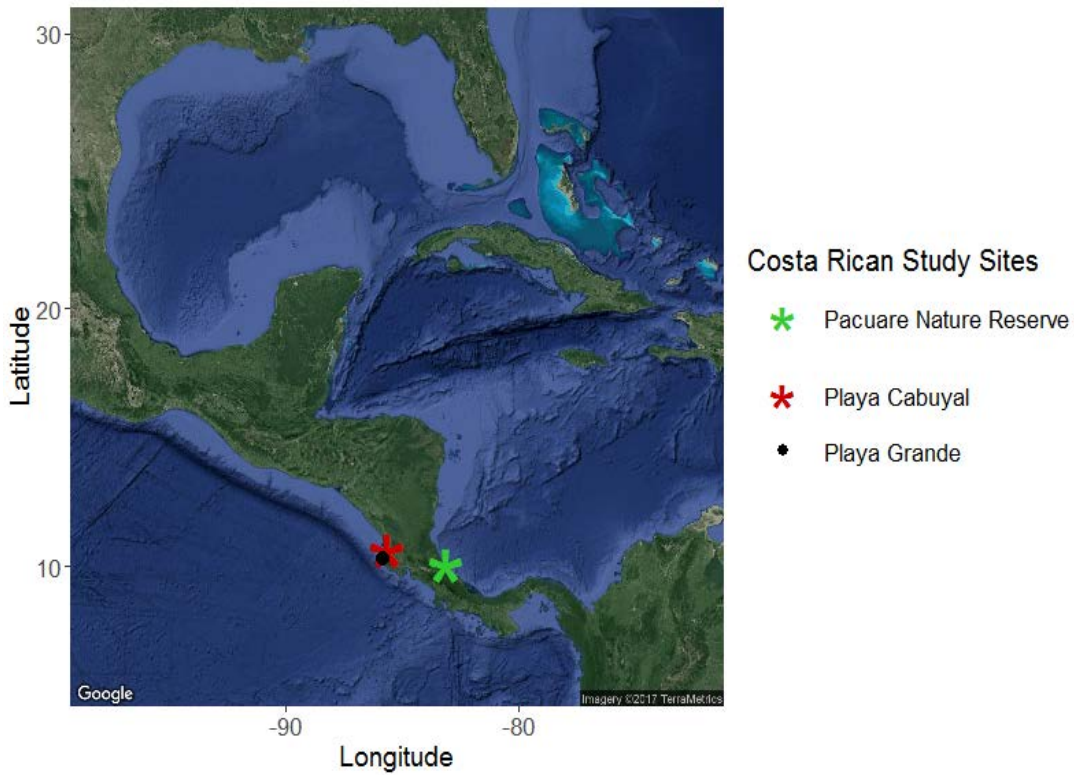 30
20
10
Latitude
-90
-80
Longitude
Google
Imagery ©2017 TerraMetrics
Costa Rican Study Sites
Pacuare Nature Reserve
Playa Cabuyal
Playa Grande